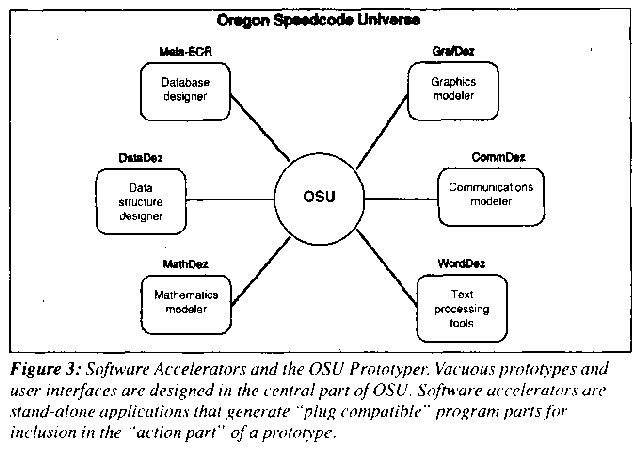 Oregon Speedcode Universe
Meta-ECR
Database
designer
GrafDez
Graphics
modeler
DataDez
Data
structure
designer
OSU
CommDez
Communications
modeler
MathDez
Mathematics
modeler
WordDez
Text
processing
tools
Figure 3: Software Accelerators and the OSU Prototyper. Vacuous prototypes and
user interfaces are designed in the central part of OSU. Software accelerators are
stand-alone applications that generate "plug compatible" program parts for
inclusion in the "action part" of a prototype.